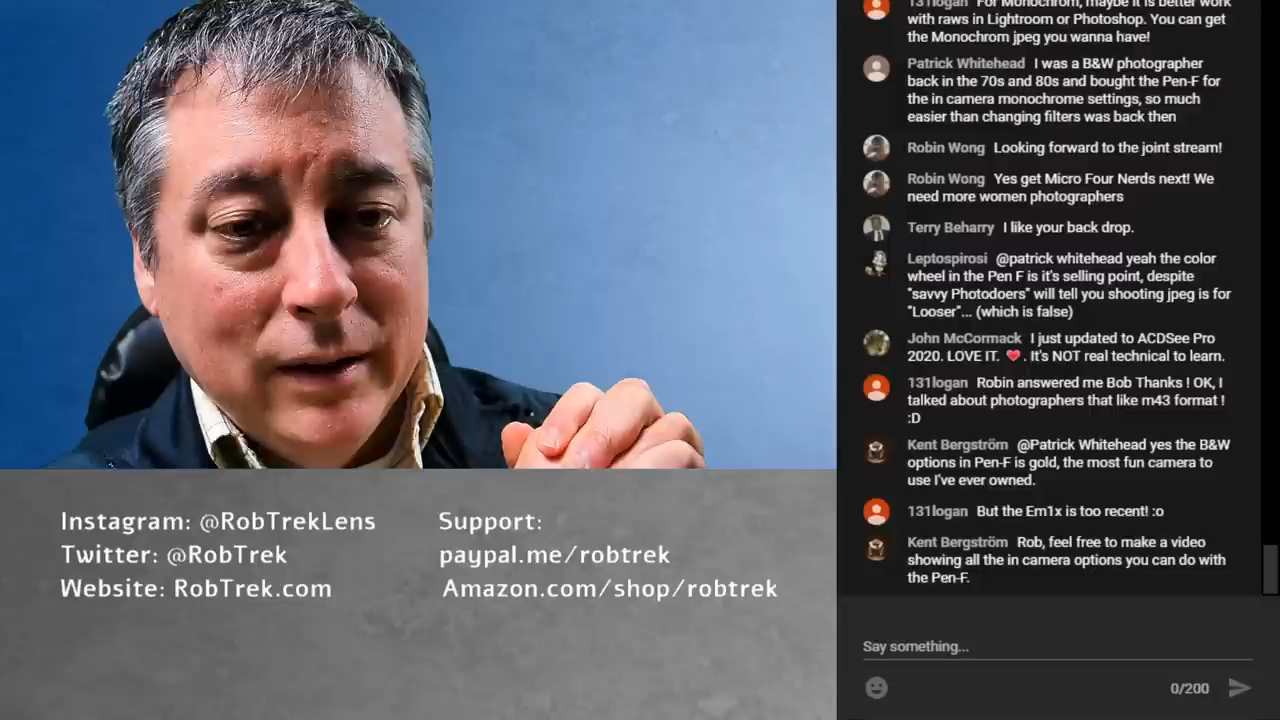 131logan For Monochrom, maybe it is better work
with raws in Lightroom or Photoshop. You can get
the Monochrom jpeg you wanna have!
Patrick Whitehead I was a B&W photographer
back in the 70s and 80s and bought the Pen-F for
the in camera monochrome settings, so much
easier than changing filters was back then
Robin Wong Looking forward to the joint stream!
Robin Wong Yes get Micro Four Nerds next! We
need more women photographers
Terry Beharry I like your back drop.
Leptospirosi @patrick whitehead yeah the color
wheel in the Pen F is it's selling point, despite
"savvy Photodoers" will tell you shooting jpeg is for
"Looser"... (which is false)
John McCormack I just updated to ACDSee Pro
2020. LOVE IT. ❤️. It's NOT real technical to learn.
131logan Robin answered me Bob Thanks ! OK, I
talked about photographers that like m43 format !
:D
Kent Bergström @Patrick Whitehead yes the B&W
options in Pen-F is gold, the most fun camera to
use I've ever owned.
131logan But the Em1x is too recent! :o
Kent Bergström Rob, feel free to make a video
showing all the in camera options you can do with
the Pen-F.
Say something...
0/200
Instagram: @RobTrekLens
Twitter: @RobTrek
Website: RobTrek.com
Support:
paypal.me/robtrek
Amazon.com/shop/robtrek